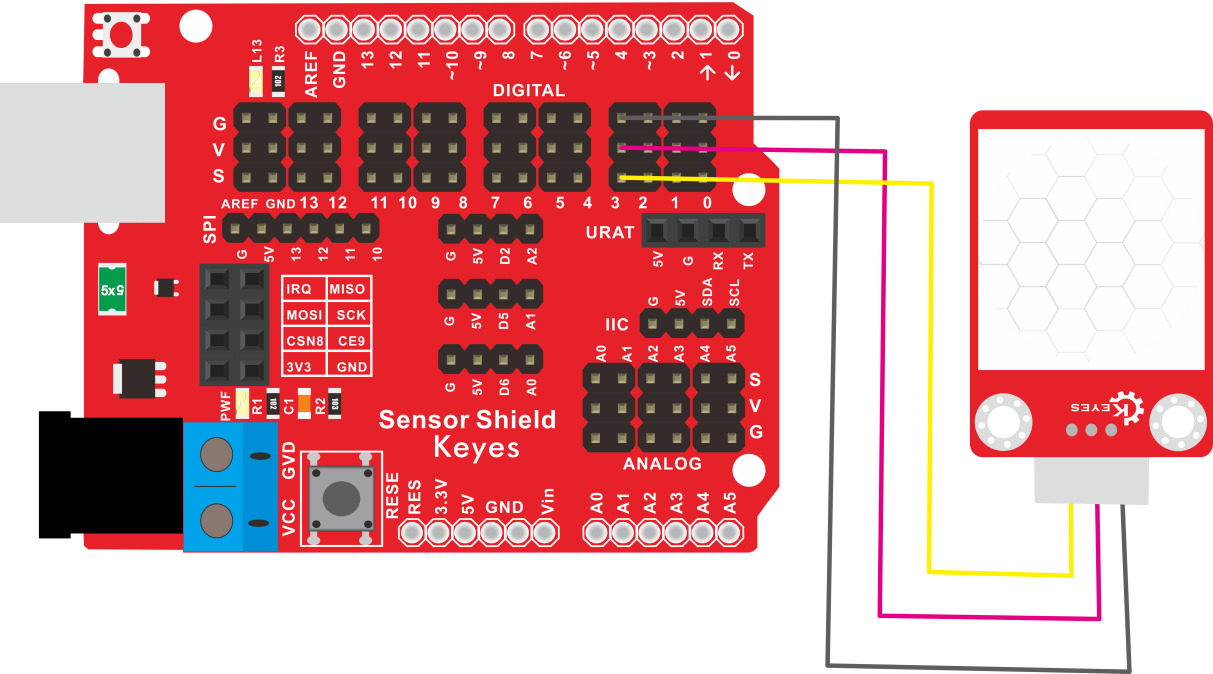 L13 R3
102
AREF GND 13 12 11 ~10 ~9 8 7 ~6 ~5 4 ~3 2 →1 ←0
DIGITAL
G
V
S
AREF GND 13 12 11 10 9 8 7 6 5 4 3 2 1 0
SPI
G 5V 13 12 11 10
G 5V D2 A2
URAT
5V G RX TX
5x5
IRQ MISO
MOSI SCK
CSN8 CE9
3V3 GND
G 5V D5 A1
G 5V SDA SCL
IIC
G 5V D6 A0
A0 A1 A2 A3 A4 A5
S
V
G
PWF R1 102 C1 R2 103
Sensor Shield
Keyes
ANALOG
GVD
VCC
RESE
RES 3.3V 5V GND Vin
A0 A1 A2 A3 A4 A5
KEYES